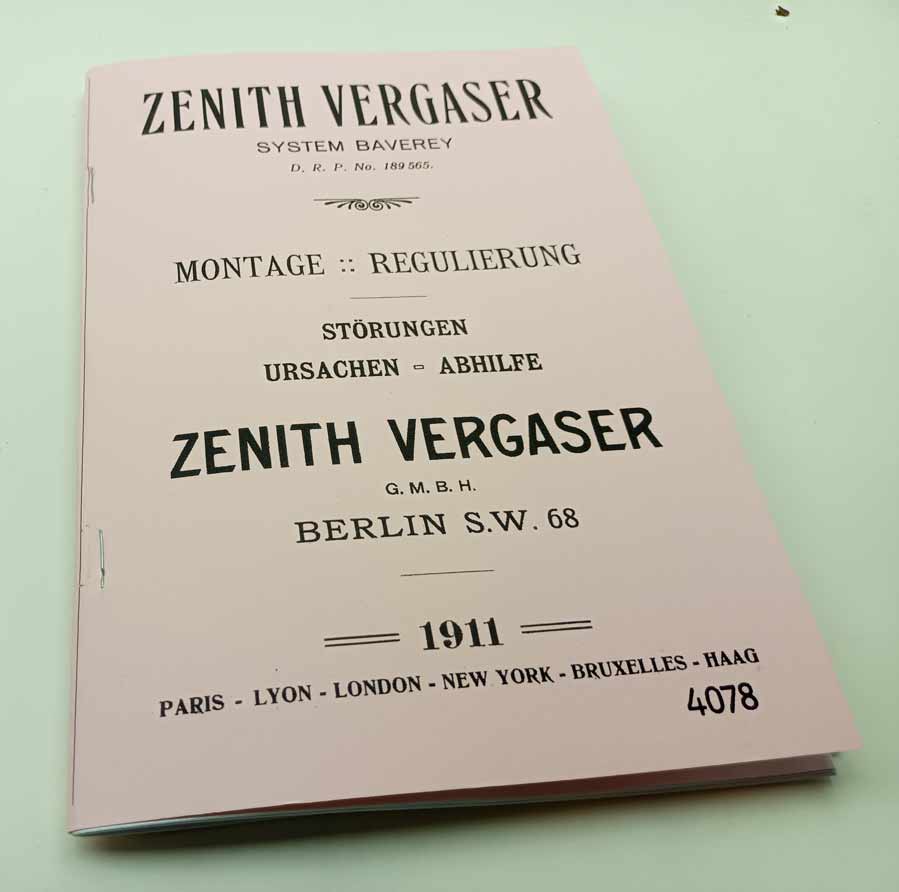 ZENITH VERGASER
SYSTEM BAVEREY
D. R. P. No. 189 565.
MONTAGE :: REGULIERUNG
STÖRUNGEN
URSACHEN - ABHILFE
ZENITH VERGASER
G. M. B. H.
BERLIN S.W. 68
1911
PARIS - LYON - LONDON - NEW YORK - BRUXELLES - HAAG
4078